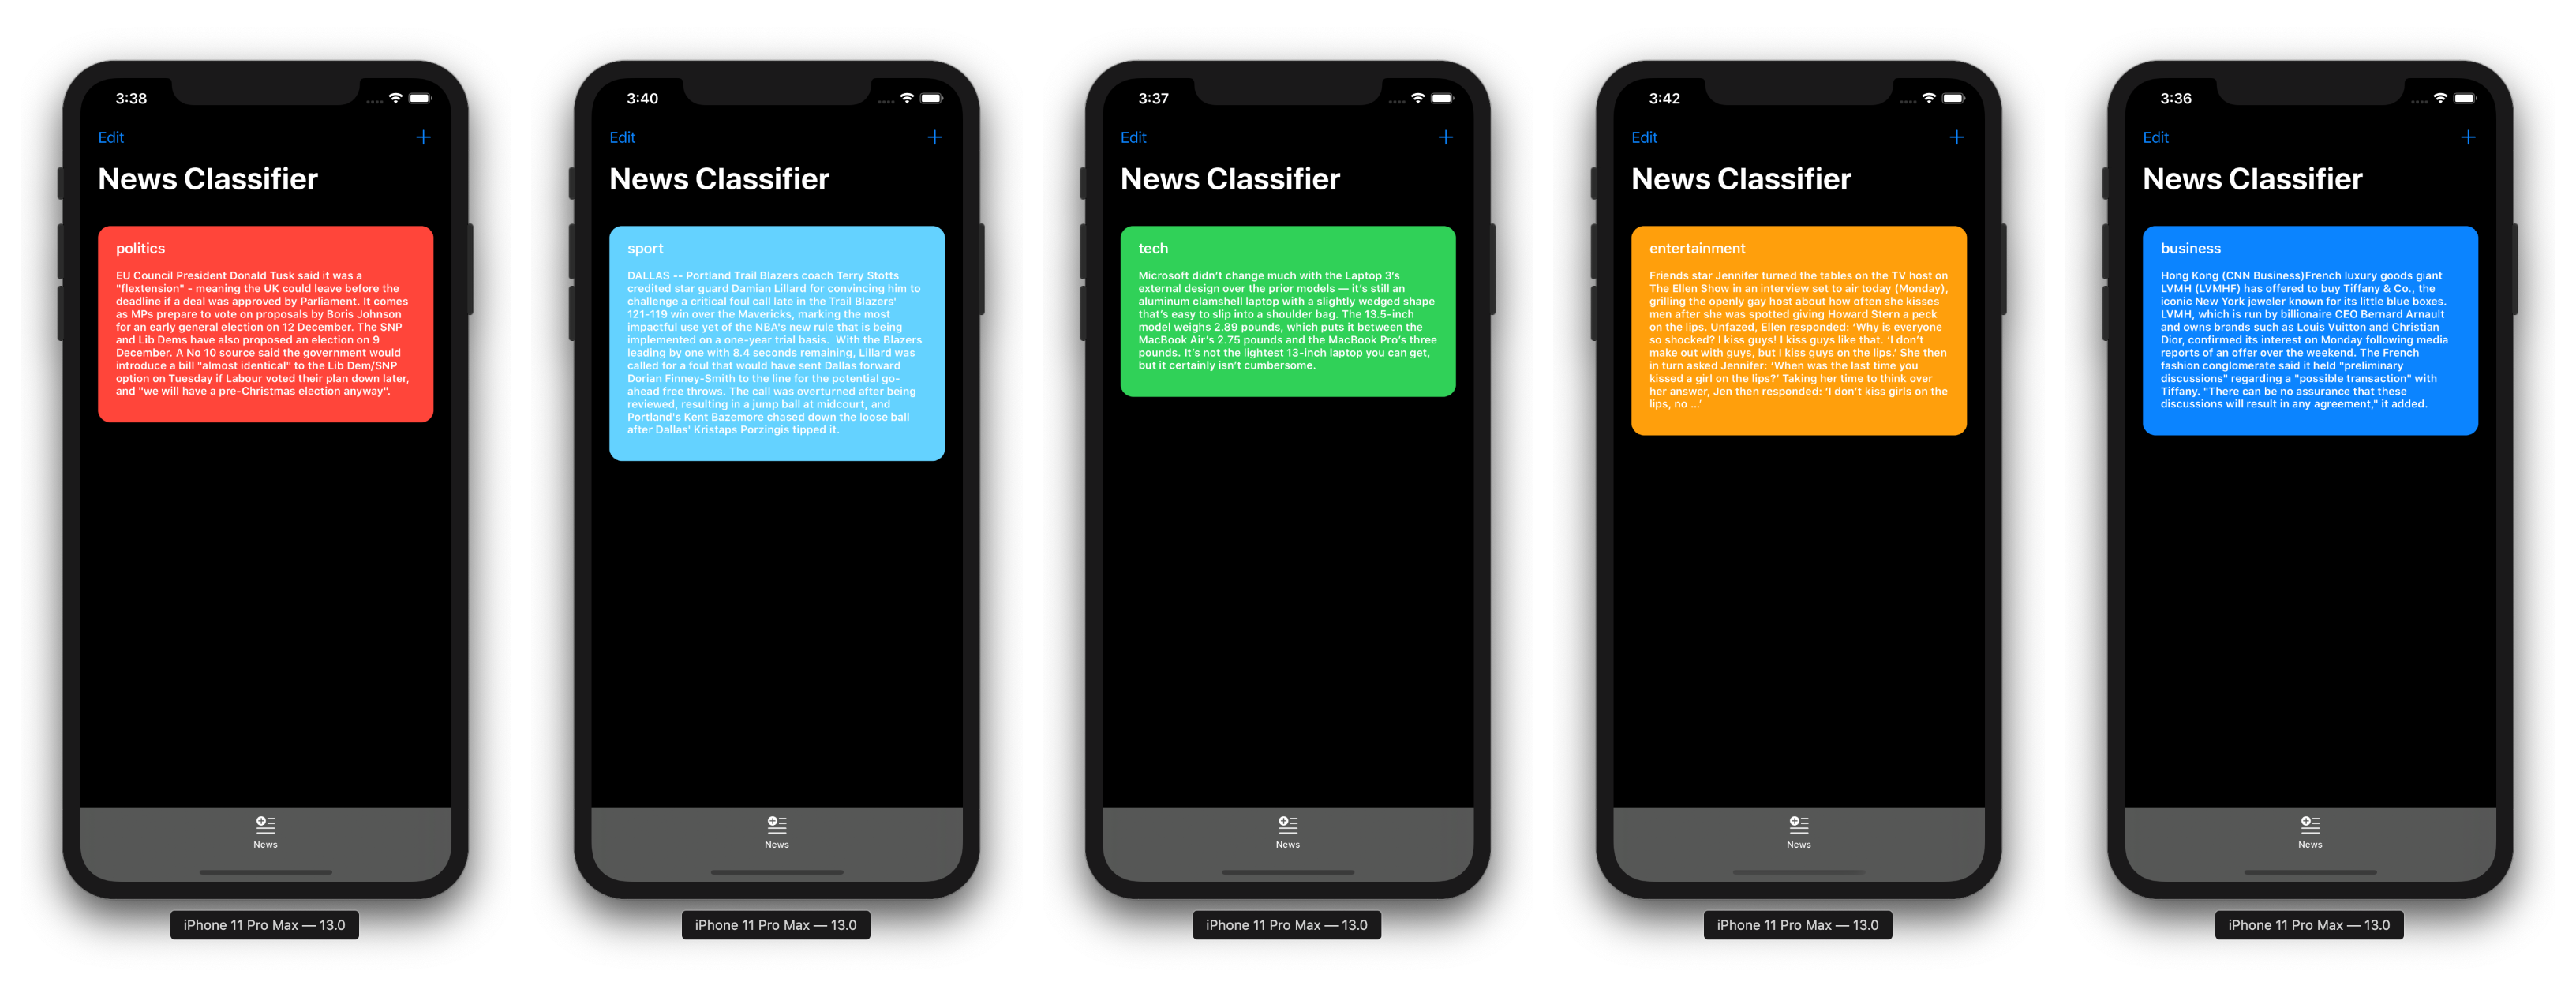 3:38
Edit
+
News Classifier
politics
EU Council President Donald Tusk said it was a
"flextension" - meaning the UK could leave before the
deadline if a deal was approved by Parliament. It comes
as MPs prepare to vote on proposals by Boris Johnson
for an early general election on 12 December. The SNP
and Lib Dems have also proposed an election on 9
December. A No 10 source said the government would
introduce a bill "almost identical" to the Lib Dem/SNP
option on Tuesday if Labour voted their plan down later,
and "we will have a pre-Christmas election anyway".
News
iPhone 11 Pro Max — 13.0
3:40
Edit
+
News Classifier
sport
DALLAS -- Portland Trail Blazers coach Terry Stotts
credited star guard Damian Lillard for convincing him to
challenge a critical foul call late in the Trail Blazers'
121-119 win over the Mavericks, marking the most
impactful use yet of the NBA's new rule that is being
implemented on a one-year trial basis.  With the Blazers
leading by one with 8.4 seconds remaining, Lillard was
called for a foul that would have sent Dallas forward
Dorian Finney-Smith to the line for the potential go-
ahead free throws. The call was overturned after being
reviewed, resulting in a jump ball at midcourt, and
Portland's Kent Bazemore chased down the loose ball
after Dallas' Kristaps Porzingis tipped it.
News
iPhone 11 Pro Max — 13.0
3:37
Edit
+
News Classifier
tech
Microsoft didn't change much with the Laptop 3's
external design over the prior models — it's still an
aluminum clamshell laptop with a slightly wedged shape
that's easy to slip into a shoulder bag. The 13.5-inch
model weighs 2.89 pounds, which puts it between the
MacBook Air's 2.75 pounds and the MacBook Pro's three
pounds. It's not the lightest 13-inch laptop you can get,
but it certainly isn't cumbersome.
News
iPhone 11 Pro Max — 13.0
3:42
Edit
+
News Classifier
entertainment
Friends star Jennifer turned the tables on the TV host on
The Ellen Show in an interview set to air today (Monday),
grilling the openly gay host about how often she kisses
men after she was spotted giving Howard Stern a peck
on the lips. Unfazed, Ellen responded: ‘Why is everyone
so shocked? I kiss guys! I kiss guys like that. ‘I don't
make out with guys, but I kiss guys on the lips.’ She then
in turn asked Jennifer: ‘When was the last time you
kissed a girl on the lips?’ Taking her time to think over
her answer, Jen then responded: ‘I don't kiss girls on the
lips, no …’
News
iPhone 11 Pro Max — 13.0
3:36
Edit
+
News Classifier
business
Hong Kong (CNN Business)French luxury goods giant
LVMH (LVMHF) has offered to buy Tiffany & Co., the
iconic New York jeweler known for its little blue boxes.
LVMH, which is run by billionaire CEO Bernard Arnault
and owns brands such as Louis Vuitton and Christian
Dior, confirmed its interest on Monday following media
reports of an offer over the weekend. The French
fashion conglomerate said it held "preliminary
discussions" regarding a "possible transaction" with
Tiffany. "There can be no assurance that these
discussions will result in any agreement," it added.
News
iPhone 11 Pro Max — 13.0